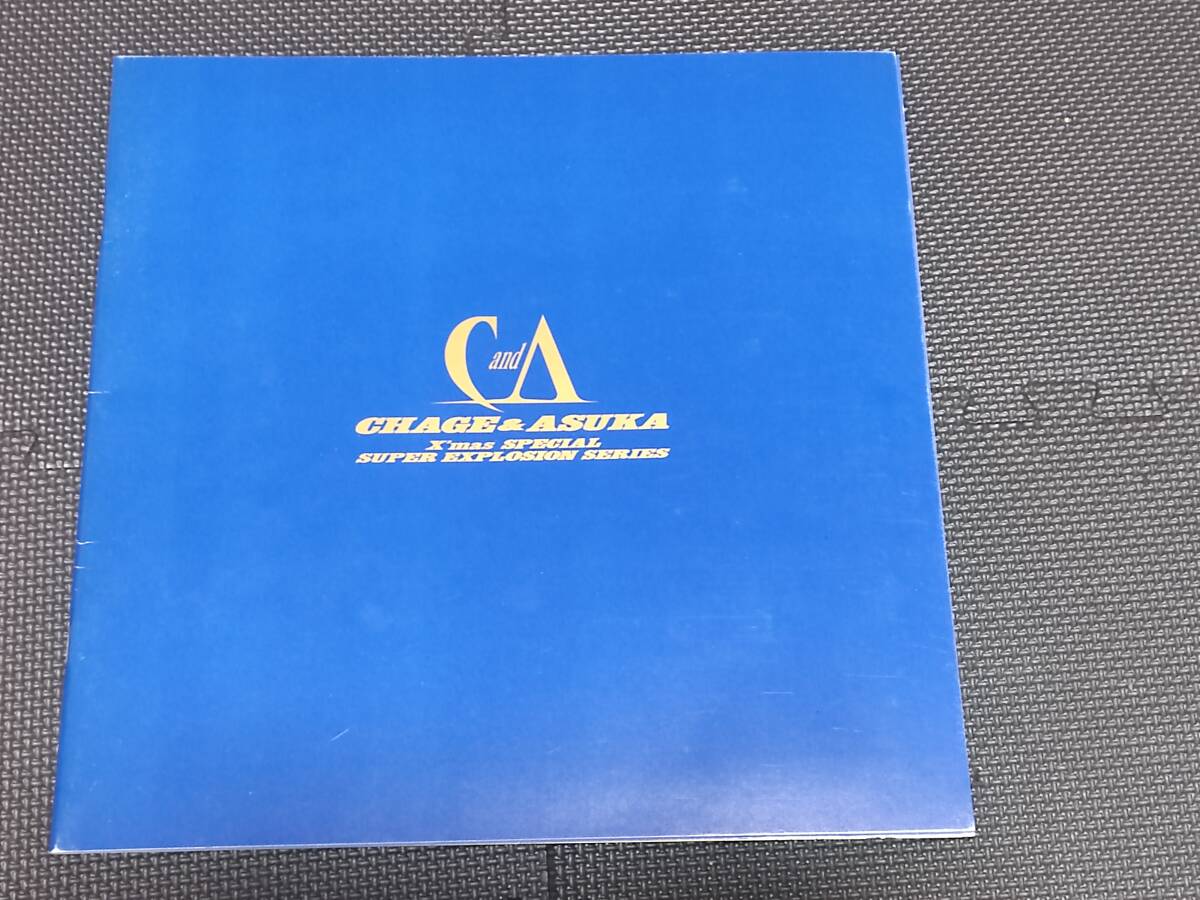 C and A
CHAGE & ASUKA
X'mas SPECIAL
SUPER EXPLOSION SERIES